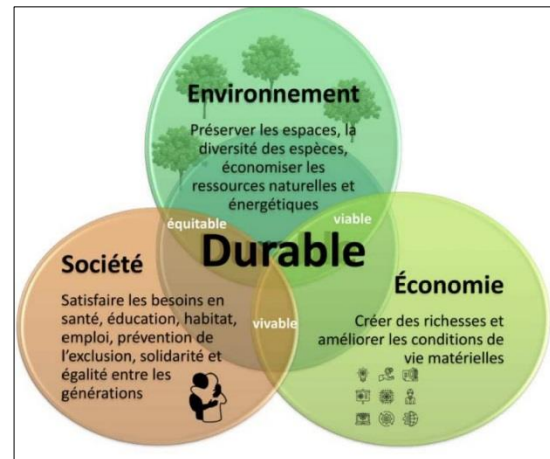 Environnement
Préserver les espaces, la
diversité des espèces,
économiser les
ressources naturelles et
énergétiques
équitable
viable
Durable
Société
Satisfaire les besoins en
santé, éducation, habitat,
emploi, prévention de
l'exclusion, solidarité et
égalité entre les
générations
vivable
Économie
Créer des richesses et
améliorer les conditions de
vie matérielles